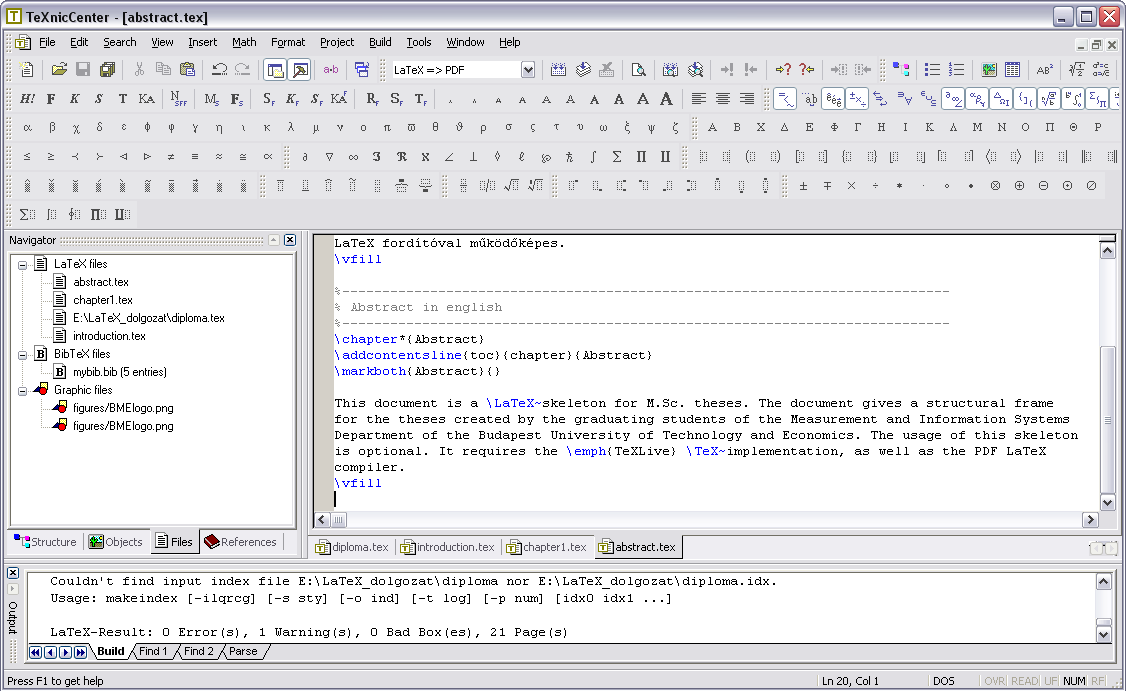 TeXnicCenter - [abstract.tex]
File Edit Search View Insert Math Format Project Build Tools Window Help
LaTeX => PDF
Navigator
LaTeX files
abstract.tex
chapter1.tex
E:\LaTeX_dolgozat\diploma.tex
introduction.tex
BibTeX files
mybib.bib (5 entries)
Graphic files
figures/BMElogo.png
figures/BMElogo.png
Structure Objects Files References
LaTeX fordítóval működőképes.
\vfill
%---------------------------------------------------------------------------
% Abstract in english
%---------------------------------------------------------------------------
\chapter*{Abstract}
\addcontentsline{toc}{chapter}{Abstract}
\markboth{Abstract}{}
This document is a \LaTeX~skeleton for M.Sc. theses. The document gives a structural frame
for the theses created by the graduating students of the Measurement and Information Systems
Department of the Budapest University of Technology and Economics. The usage of this skeleton
is optional. It requires the \emph{TeXLive} \TeX~implementation, as well as the PDF LaTeX
compiler.
\vfill
diploma.tex introduction.tex chapter1.tex abstract.tex
Output
Couldn't find input index file E:\LaTeX_dolgozat\diploma nor E:\LaTeX_dolgozat\diploma.idx.
Usage: makeindex [-ilqrcg] [-s sty] [-o ind] [-t log] [-p num] [idx0 idx1 ...]
LaTeX-Result: 0 Error(s), 1 Warning(s), 0 Bad Box(es), 21 Page(s)
Build Find 1 Find 2 Parse
Press F1 to get help Ln 20, Col 1 DOS OVR READ UF NUM RF